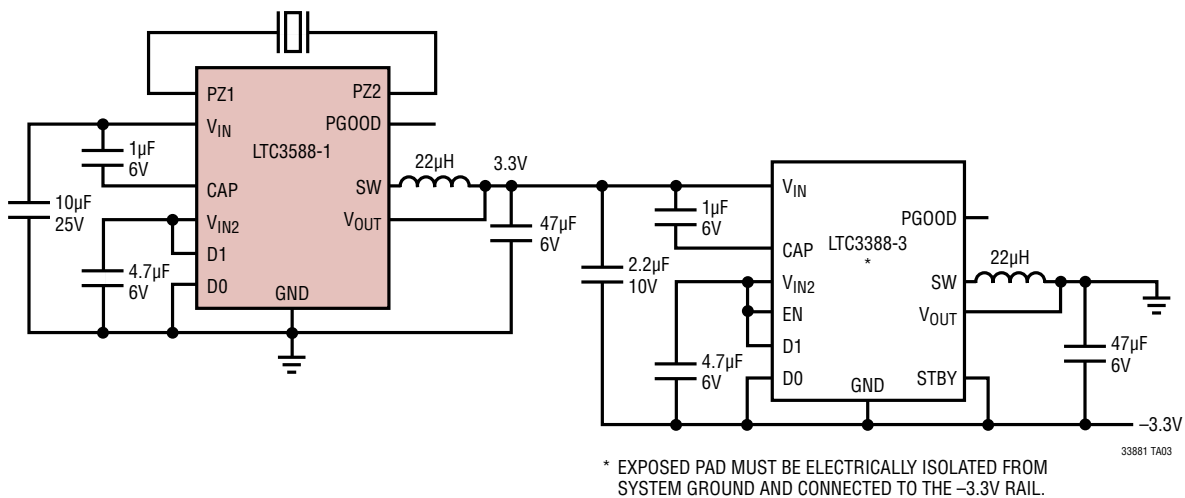 PZ1
PZ2
VIN
PGOOD
LTC3588-1
1µF
6V
CAP
22µH
3.3V
SW
10µF
25V
VIN2
VOUT
D1
47µF
6V
4.7µF
6V
D0
GND
VIN
1µF
6V
PGOOD
LTC3388-3
*
CAP
2.2µF
10V
22µH
VIN2
SW
EN
VOUT
D1
47µF
6V
4.7µF
6V
D0
GND
STBY
–3.3V
33881 TA03
* EXPOSED PAD MUST BE ELECTRICALLY ISOLATED FROM
SYSTEM GROUND AND CONNECTED TO THE –3.3V RAIL.